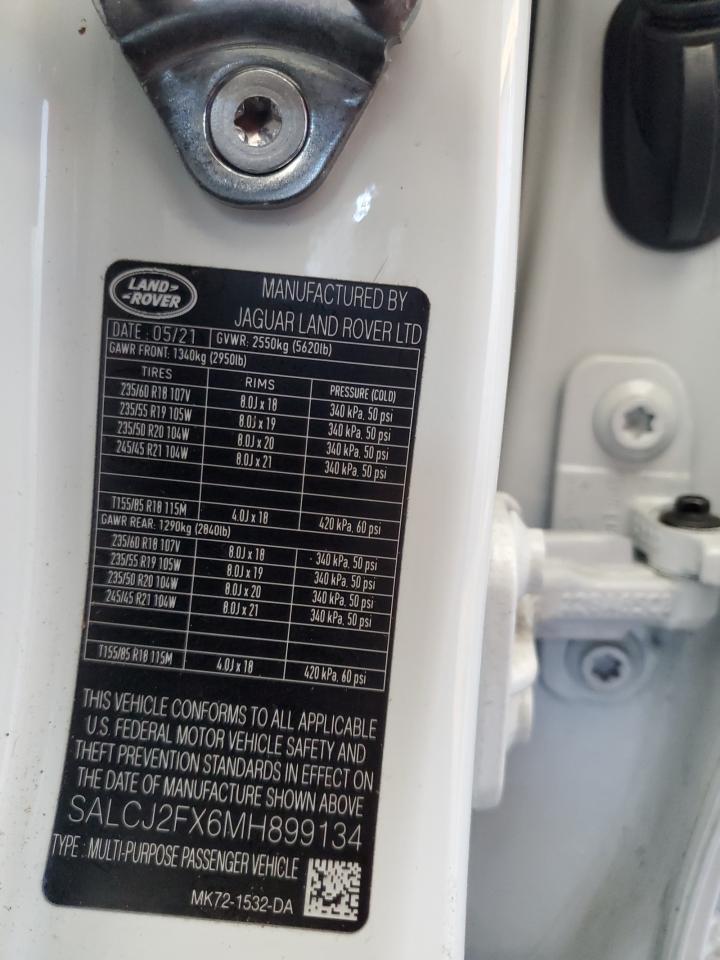 LAND-
-ROVER
MANUFACTURED BY
JAGUAR LAND ROVER LTD
DATE : 05/21 GVWR: 2550kg (5620lb)
GAWR FRONT: 1340kg (2950lb)
TIRES RIMS PRESSURE (COLD)
235/60 R18 107V 8.0J x 18 340 kPa, 50 psi
235/55 R19 105W 8.0J x 19 340 kPa, 50 psi
235/50 R20 104W 8.0J x 20 340 kPa, 50 psi
245/45 R21 104W 8.0J x 21 340 kPa, 50 psi
T155/85 R18 115M 4.0J x 18 420 kPa, 60 psi
GAWR REAR: 1290kg (2840lb)
235/60 R18 107V 8.0J x 18 340 kPa, 50 psi
235/55 R19 105W 8.0J x 19 340 kPa, 50 psi
235/50 R20 104W 8.0J x 20 340 kPa, 50 psi
245/45 R21 104W 8.0J x 21 340 kPa, 50 psi
T155/85 R18 115M 4.0J x 18 420 kPa, 60 psi
THIS VEHICLE CONFORMS TO ALL APPLICABLE
U.S. FEDERAL MOTOR VEHICLE SAFETY AND
THEFT PREVENTION STANDARDS IN EFFECT ON
THE DATE OF MANUFACTURE SHOWN ABOVE
SALCJ2FX6MH899134
TYPE : MULTI-PURPOSE PASSENGER VEHICLE
MK72-1532-DA